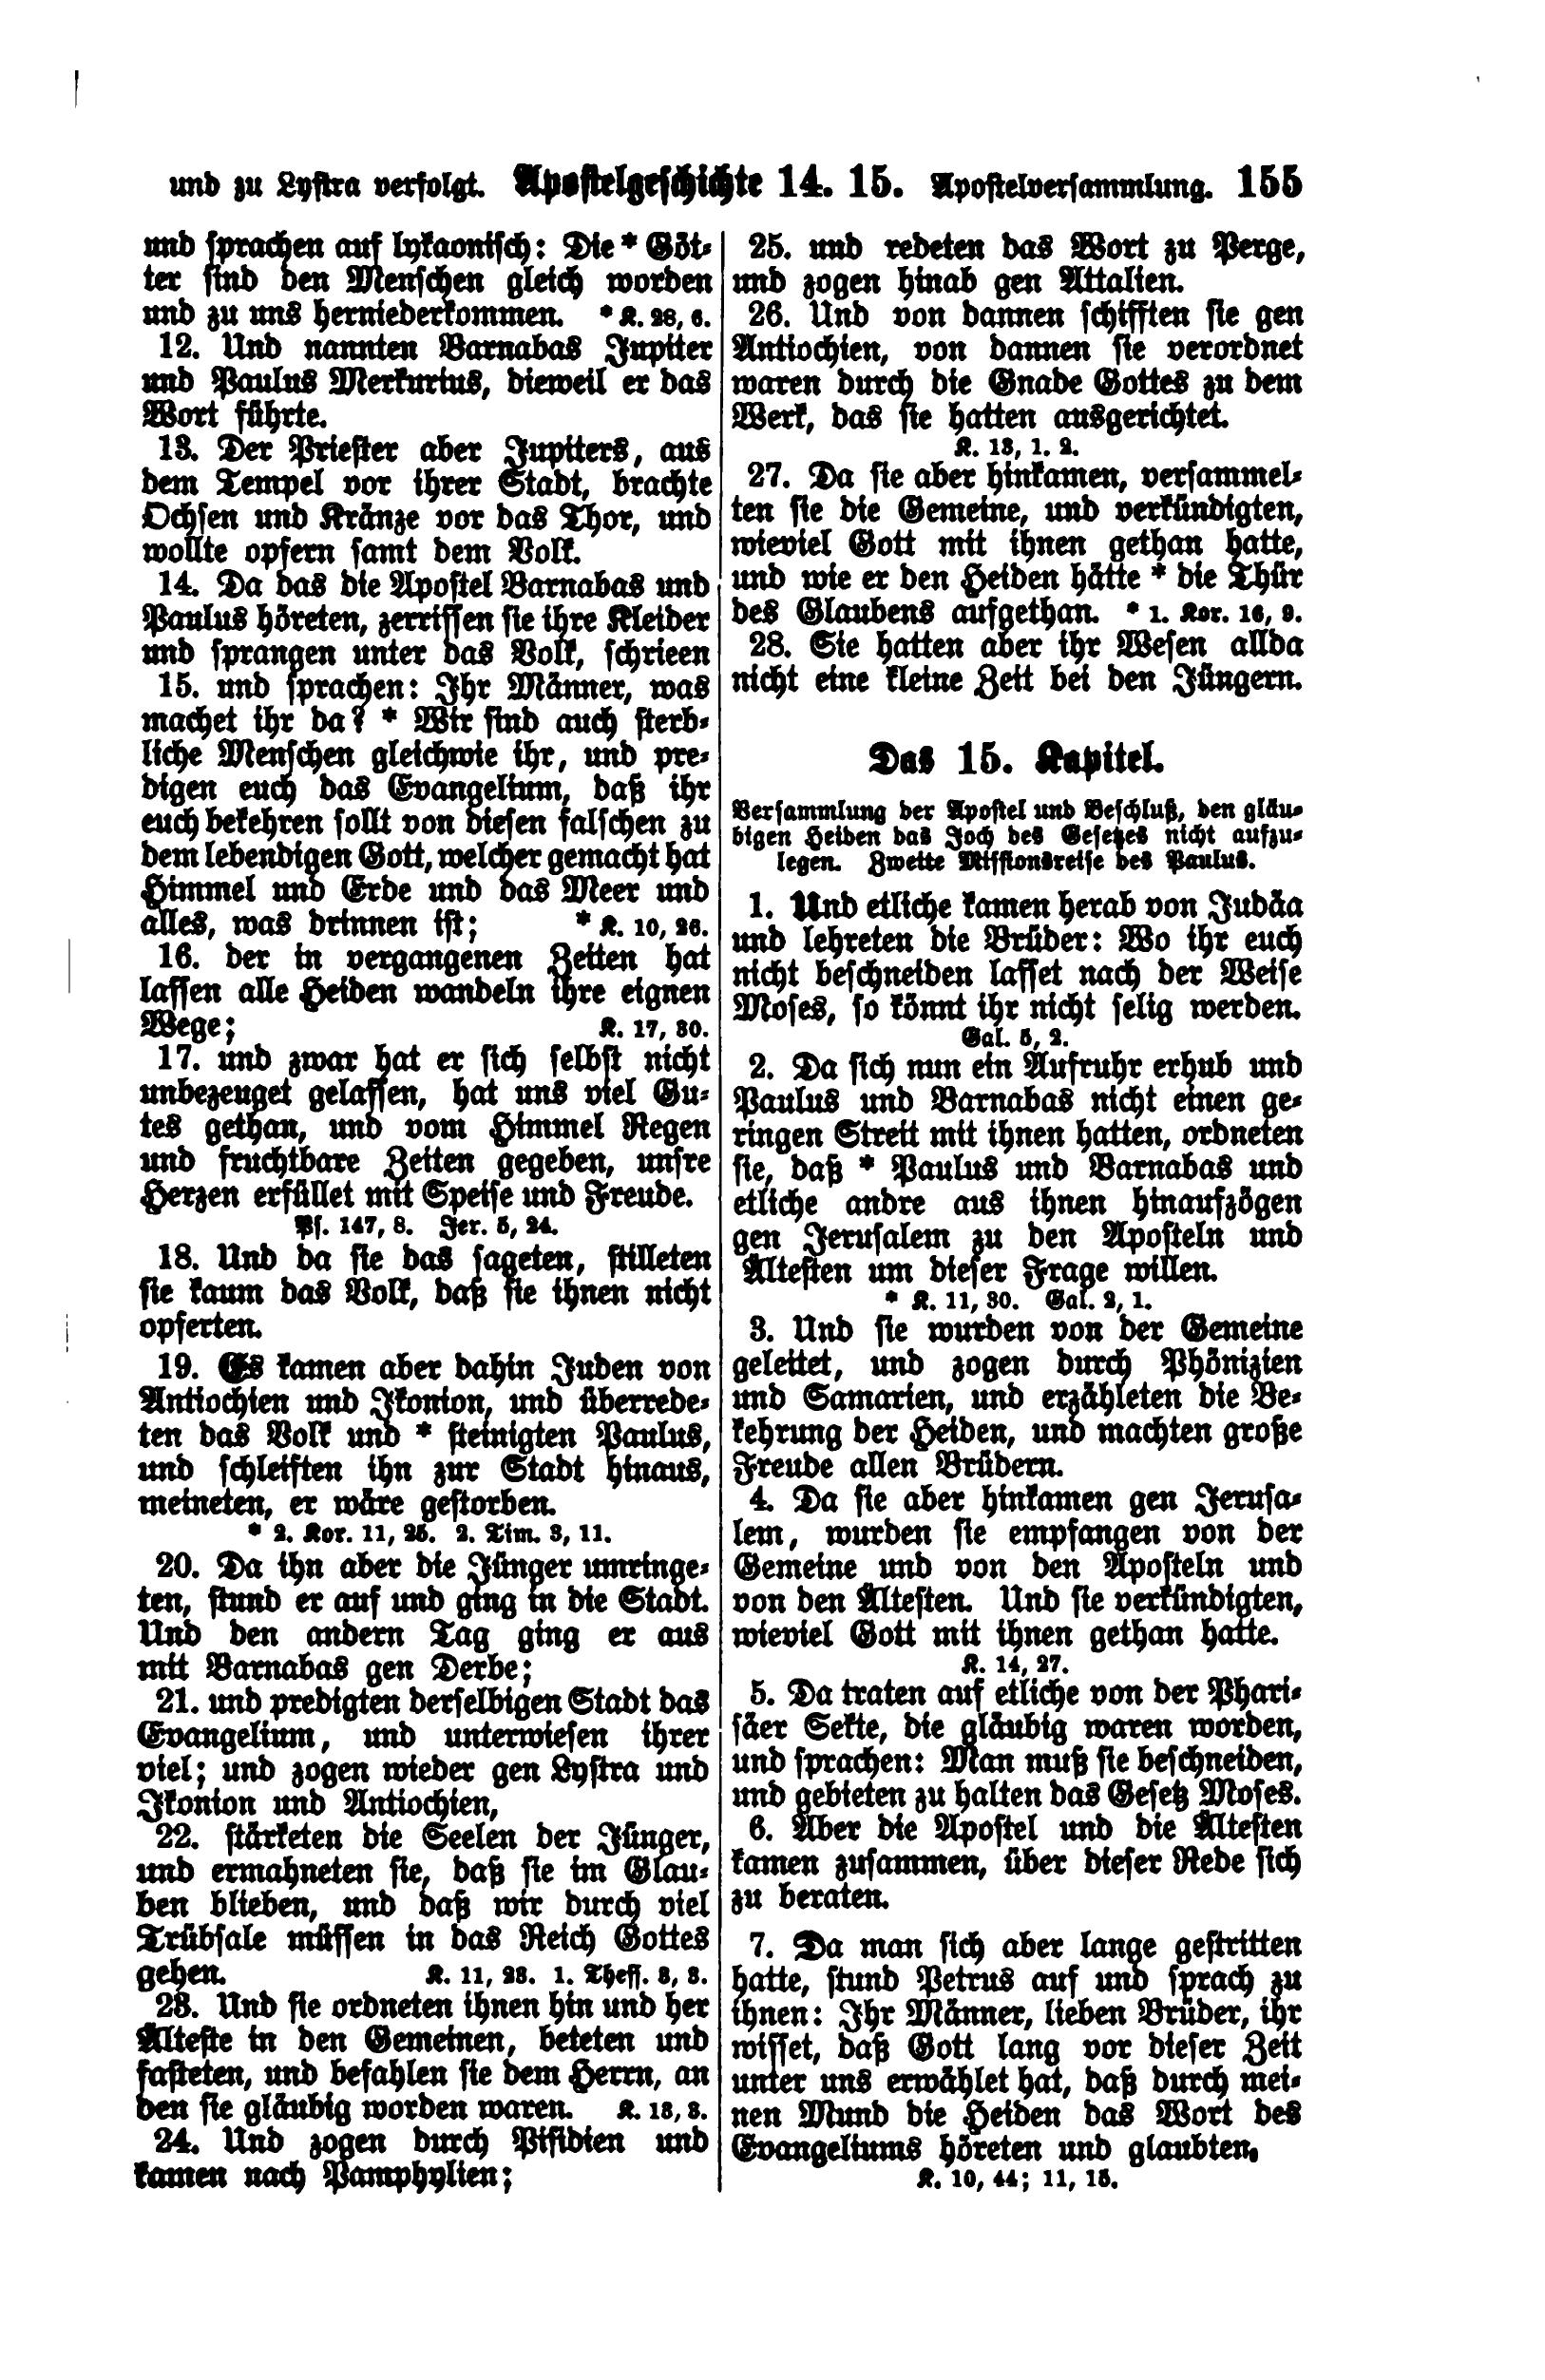 und zu Lystra verfolgt. Apostelgeschichte 14. 15. Apostelversammlung. 155
und sprachen auf lykaonisch: Die * Göt-
ter sind den Menschen gleich worden
und zu uns herniederkommen. * K. 28, 6.
12. Und nannten Barnabas Jupiter
und Paulus Merkurius, dieweil er das
Wort führte.
13. Der Priester aber Jupiters, aus
dem Tempel vor ihrer Stadt, brachte
Ochsen und Kränze vor das Thor, und
wollte opfern samt dem Volk.
14. Da das die Apostel Barnabas und
Paulus höreten, zerrissen sie ihre Kleider
und sprangen unter das Volk, schrieen
15. und sprachen: Ihr Männer, was
machet ihr da? * Wir sind auch sterb-
liche Menschen gleichwie ihr, und pre-
digen euch das Evangelium, daß ihr
euch bekehren sollt von diesen falschen zu
dem lebendigen Gott, welcher gemacht hat
Himmel und Erde und das Meer und
alles, was drinnen ist; * K. 10, 26.
16. der in vergangenen Zeiten hat
lassen alle Heiden wandeln ihre eignen
Wege; K. 17, 30.
17. und zwar hat er sich selbst nicht
unbezeuget gelassen, hat uns viel Gu-
tes gethan, und vom Himmel Regen
und fruchtbare Zeiten gegeben, unsre
Herzen erfüllet mit Speise und Freude.
Ps. 147, 8. Jer. 5, 24.
18. Und da sie das sageten, stilleten
sie kaum das Volk, daß sie ihnen nicht
opferten.
19. Es kamen aber dahin Juden von
Antiochien und Ikonion, und überrede-
ten das Volk und * steinigten Paulus,
und schleiften ihn zur Stadt hinaus,
meineten, er wäre gestorben.
* 2. Kor. 11, 25. 2. Tim. 3, 11.
20. Da ihn aber die Jünger umringe-
ten, stund er auf und ging in die Stadt.
Und den andern Tag ging er aus
mit Barnabas gen Derbe;
21. und predigten derselbigen Stadt das
Evangelium, und unterwiesen ihrer
viel; und zogen wieder gen Lystra und
Ikonion und Antiochien,
22. stärketen die Seelen der Jünger,
und ermahneten sie, daß sie im Glau-
ben blieben, und daß wir durch viel
Trübsale müssen in das Reich Gottes
gehen. K. 11, 23. 1. Thess. 3, 3.
23. Und sie ordneten ihnen hin und her
Älteste in den Gemeinen, beteten und
fasteten, und befahlen sie dem Herrn, an
den sie gläubig worden waren. K. 13, 3.
24. Und zogen durch Pisidien und
kamen nach Pamphylien;
25. und redeten das Wort zu Perge,
und zogen hinab gen Attalien.
26. Und von dannen schifften sie gen
Antiochien, von dannen sie verordnet
waren durch die Gnade Gottes zu dem
Werk, das sie hatten ausgerichtet.
K. 13, 1. 2.
27. Da sie aber hinkamen, versammel-
ten sie die Gemeine, und verkündigten,
wieviel Gott mit ihnen gethan hatte,
und wie er den Heiden hätte * die Thür
des Glaubens aufgethan. * 1. Kor. 16, 9.
28. Sie hatten aber ihr Wesen allda
nicht eine kleine Zeit bei den Jüngern.
Das 15. Kapitel.
Versammlung der Apostel und Beschluß, den gläu-
bigen Heiden das Joch des Gesetzes nicht aufzu-
legen. Zweite Missionsreise des Paulus.
1. Und etliche kamen herab von Judäa
und lehreten die Brüder: Wo ihr euch
nicht beschneiden lasset nach der Weise
Moses, so könnt ihr nicht selig werden.
Gal. 5, 2.
2. Da sich nun ein Aufruhr erhub und
Paulus und Barnabas nicht einen ge-
ringen Streit mit ihnen hatten, ordneten
sie, daß * Paulus und Barnabas und
etliche andre aus ihnen hinaufzögen
gen Jerusalem zu den Aposteln und
Ältesten um dieser Frage willen.
* K. 11, 30. Gal. 2, 1.
3. Und sie wurden von der Gemeine
geleitet, und zogen durch Phönizien
und Samarien, und erzähleten die Be-
kehrung der Heiden, und machten große
Freude allen Brüdern.
4. Da sie aber hinkamen gen Jerusa-
lem, wurden sie empfangen von der
Gemeine und von den Aposteln und
von den Ältesten. Und sie verkündigten,
wieviel Gott mit ihnen gethan hatte.
K. 14, 27.
5. Da traten auf etliche von der Phari-
säer Sekte, die gläubig waren worden,
und sprachen: Man muß sie beschneiden,
und gebieten zu halten das Gesetz Moses.
6. Aber die Apostel und die Ältesten
kamen zusammen, über dieser Rede sich
zu beraten.
7. Da man sich aber lange gestritten
hatte, stund Petrus auf und sprach zu
ihnen: Ihr Männer, lieben Brüder, ihr
wisset, daß Gott lang vor dieser Zeit
unter uns erwählet hat, daß durch mei-
nen Mund die Heiden das Wort des
Evangeliums höreten und glaubten.
K. 10, 44; 11, 15.